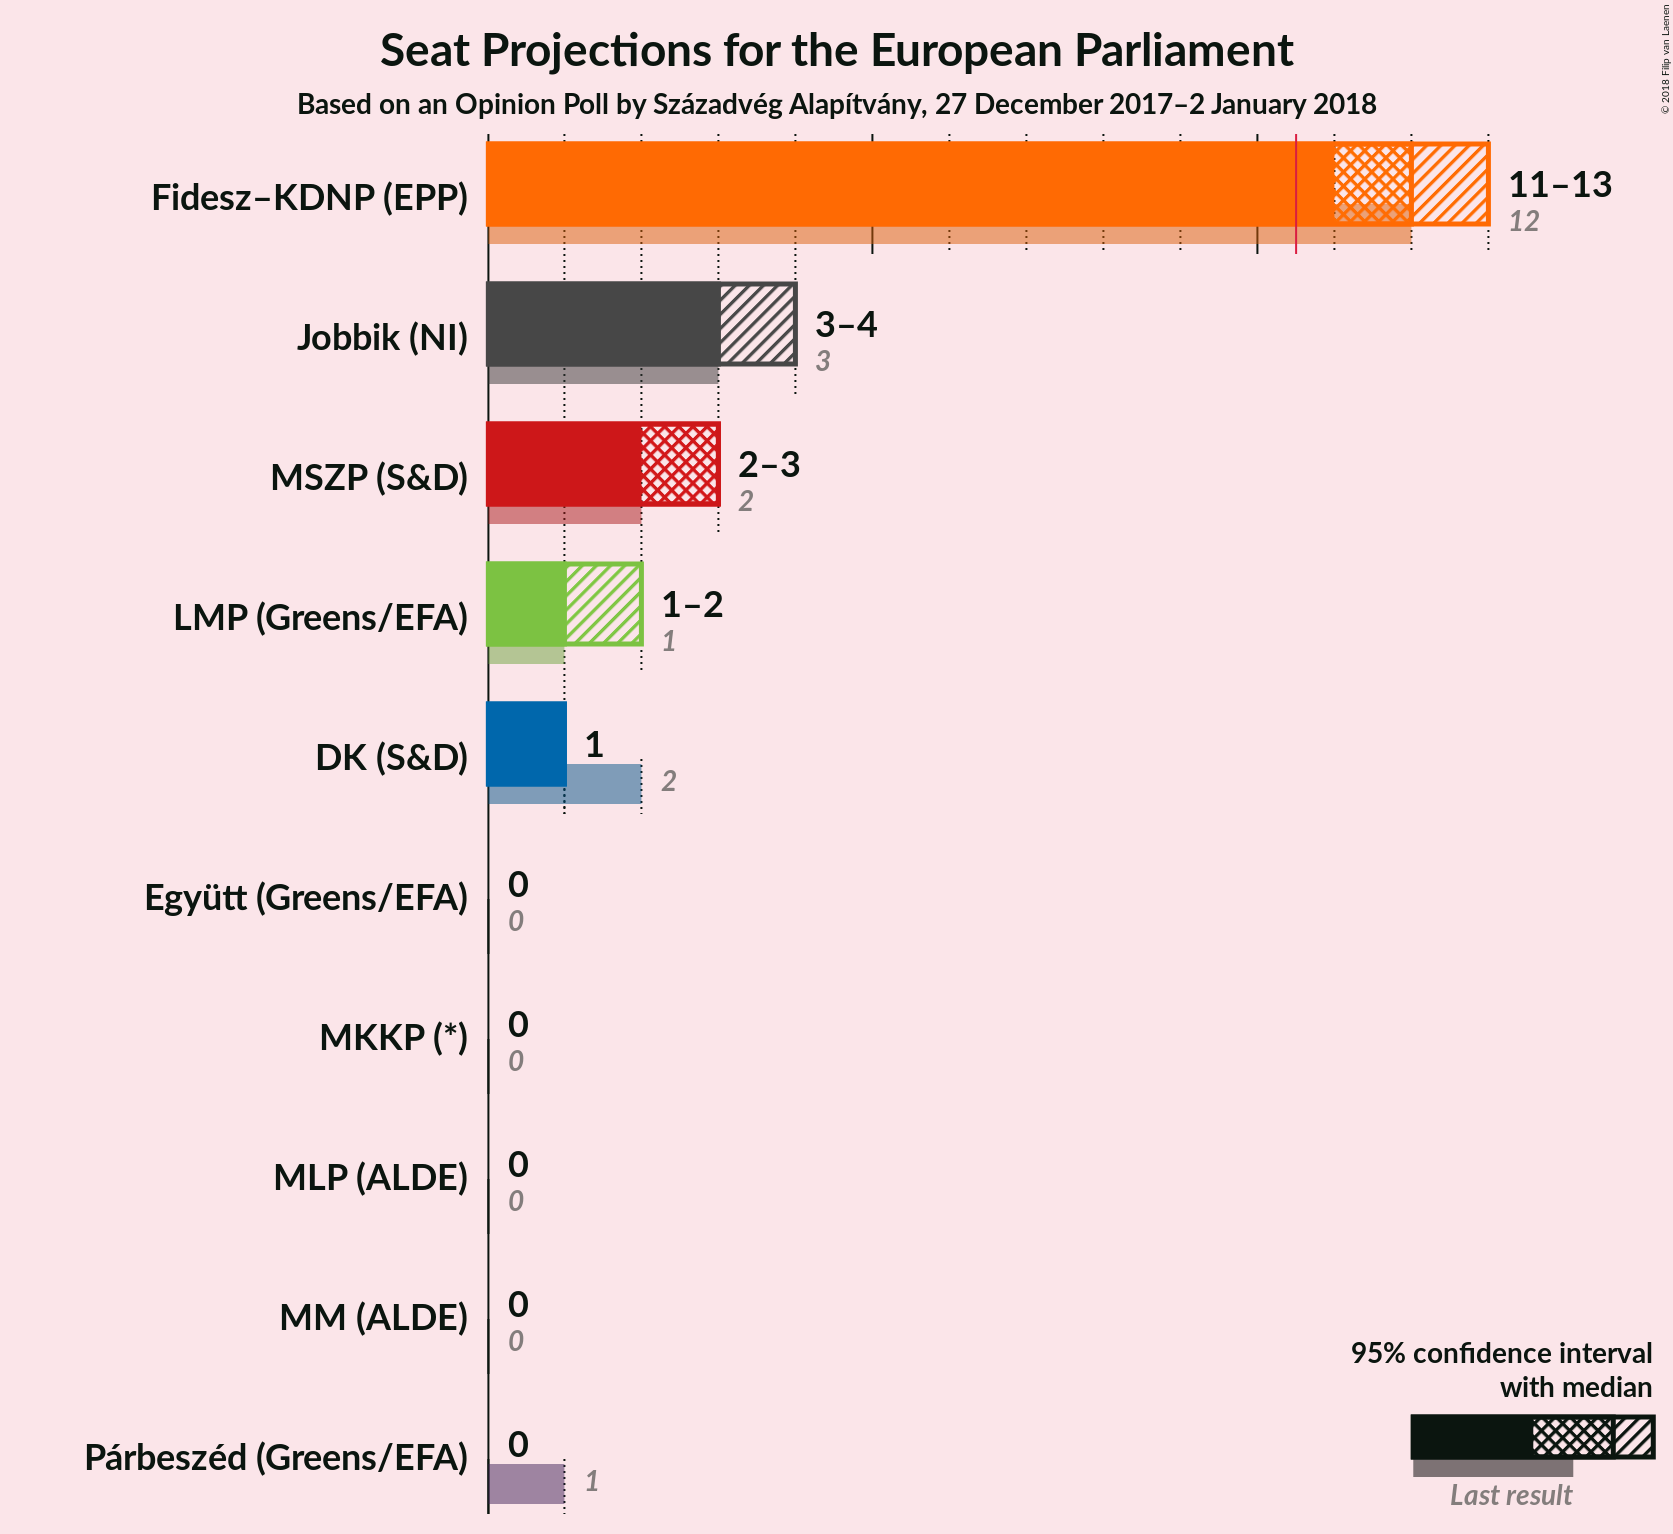 Seat Projections for the European Parliament
Based on an Opinion Poll by Századvég Alapítvány, 27 December 2017–2 January 2018
© 2018 Filip van Laenen
Fidesz–KDNP (EPP)
11–13
12
Jobbik (NI)
3–4
3
MSZP (S&D)
2–3
2
LMP (Greens/EFA)
1–2
1
DK (S&D)
1
2
Együtt (Greens/EFA)
0
0
MKKP (*)
0
0
MLP (ALDE)
0
0
MM (ALDE)
0
0
Párbeszéd (Greens/EFA)
0
1
95% confidence interval
with median
Last result